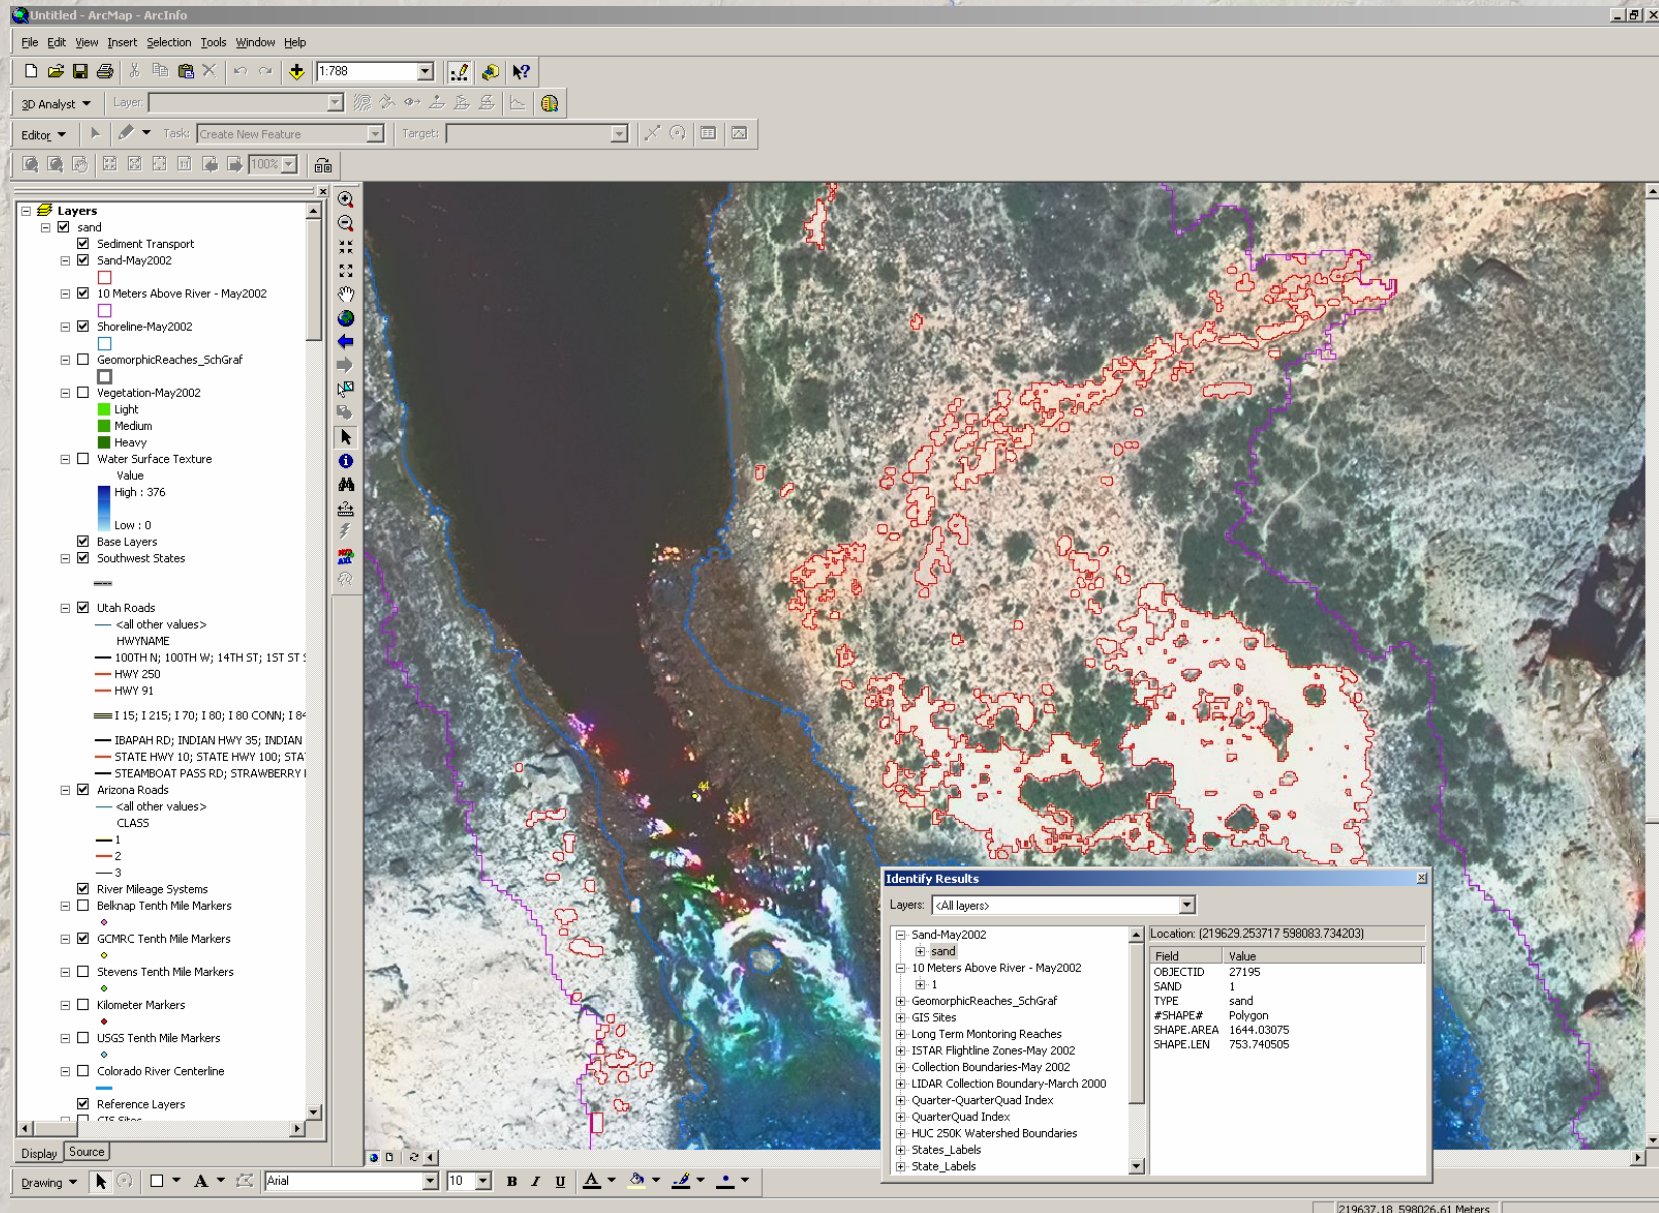 Untitled - ArcMap - ArcInfo
File Edit View Insert Selection Tools Window Help
1:788
3D Analyst Layer:
Editor Task: Create New Feature Target:
100%
Layers
sand
Sediment Transport
Sand-May2002
10 Meters Above River - May2002
Shoreline-May2002
GeomorphicReaches_SchGraf
Vegetation-May2002
Light
Medium
Heavy
Water Surface Texture
Value
High : 376
Low : 0
Base Layers
Southwest States
Utah Roads
<all other values>
HWYNAME
100TH N; 100TH W; 14TH ST; 1ST ST S
HWY 250
HWY 91
I 15; I 215; I 70; I 80; I 80 CONN; I 84
IBAPAH RD; INDIAN HWY 35; INDIAN
STATE HWY 10; STATE HWY 100; STA
STEAMBOAT PASS RD; STRAWBERRY
Arizona Roads
<all other values>
CLASS
1
2
3
River Mileage Systems
Belknap Tenth Mile Markers
GCMRC Tenth Mile Markers
Stevens Tenth Mile Markers
Kilometer Markers
USGS Tenth Mile Markers
Colorado River Centerline
Reference Layers
GIS Sites
Display Source
44
Identify Results
Layers: <All layers>
Sand-May2002
sand
10 Meters Above River - May2002
1
GeomorphicReaches_SchGraf
GIS Sites
Long Term Montoring Reaches
ISTAR Flightline Zones-May 2002
Collection Boundaries-May 2002
LIDAR Collection Boundary-March 2000
Quarter-QuarterQuad Index
QuarterQuad Index
HUC 250K Watershed Boundaries
States_Labels
State_Labels
Location: (219629.253717 598083.734203)
Field Value
OBJECTID 27195
SAND 1
TYPE sand
#SHAPE# Polygon
SHAPE.AREA 1644.03075
SHAPE.LEN 753.740505
Drawing A Arial 10 B I U A
219637.18 598026.61 Meters